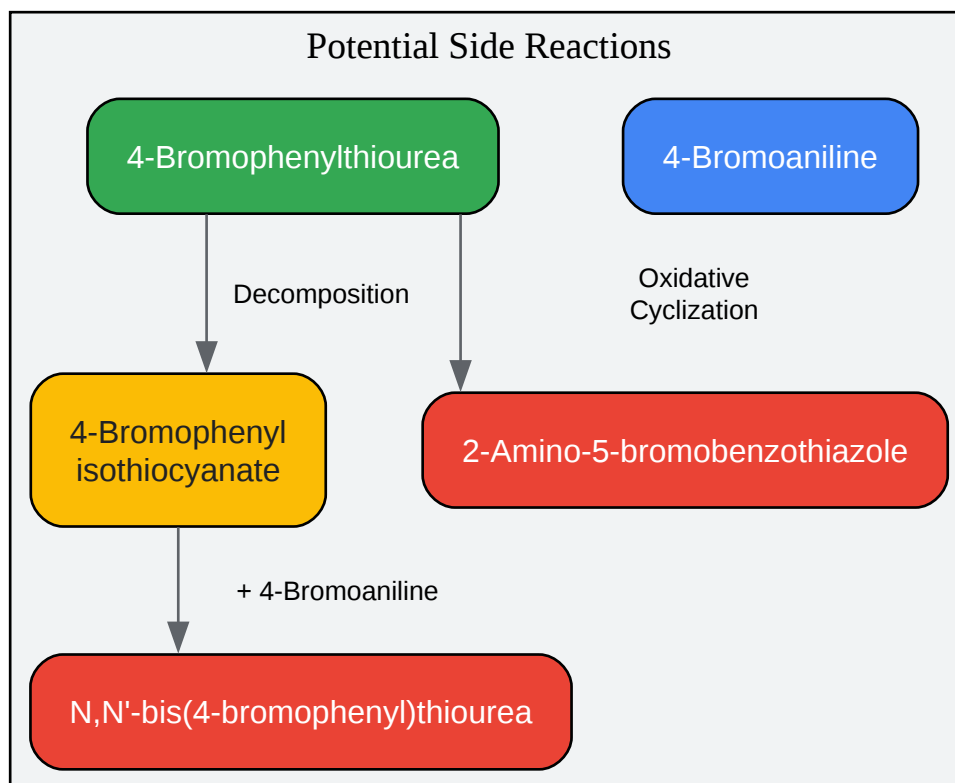 Potential Side Reactions
4-Bromophenylthiourea
4-Bromoaniline
Decomposition
Oxidative
Cyclization
4-Bromophenyl
isothiocyanate
2-Amino-5-bromobenzothiazole
+ 4-Bromoaniline
N,N'-bis(4-bromophenyl)thiourea